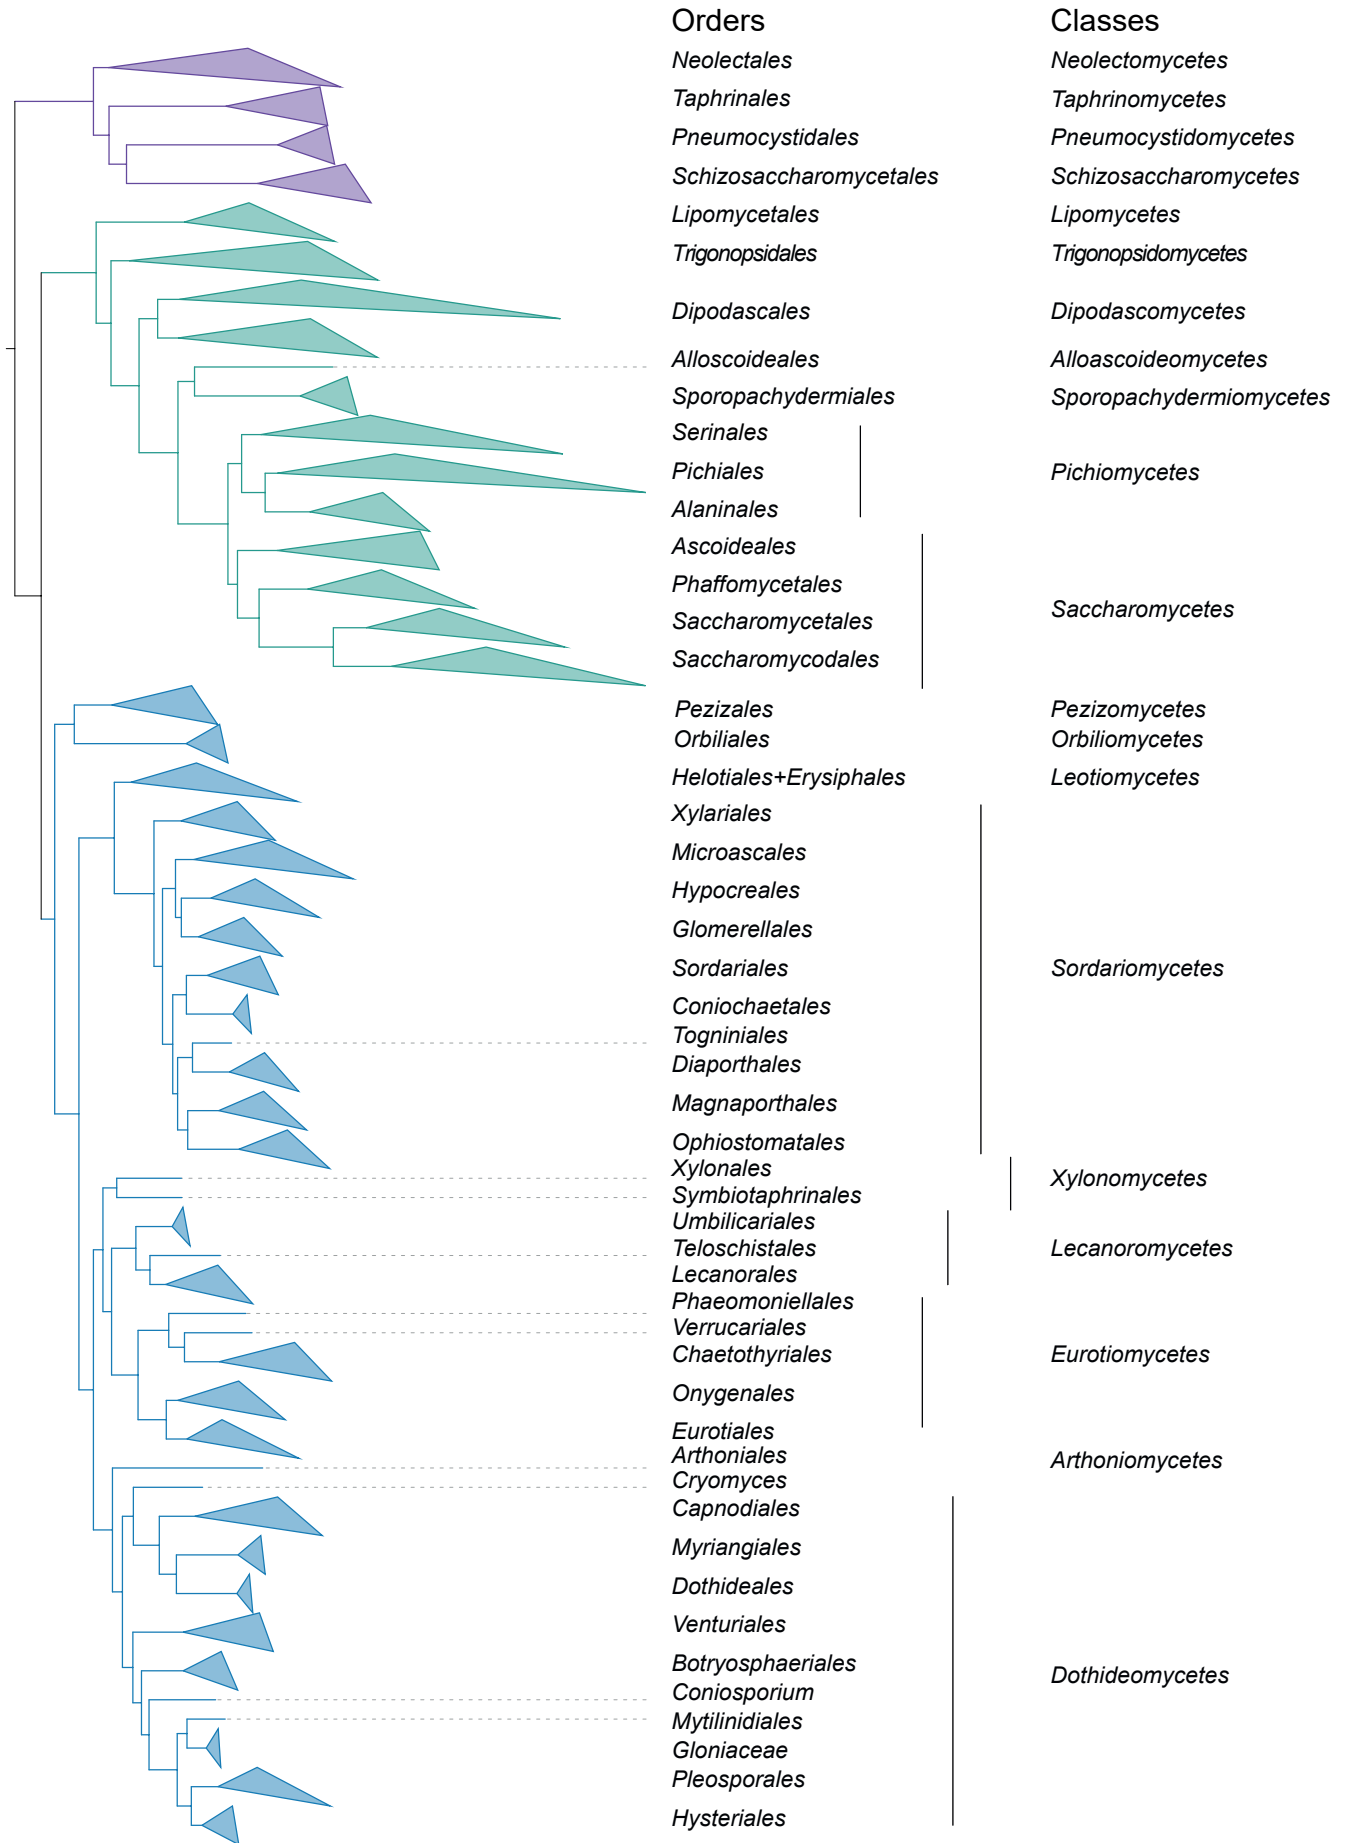 Orders Classes
Neolectales Neolectomycetes
Taphrinales Taphrinomycetes
Pneumocystidales Pneumocystidomycetes
Schizosaccharomycetales Schizosaccharomycetes
Lipomycetales Lipomycetes
Trigonopsidales Trigonopsidomycetes
Dipodascales Dipodascomycetes
Alloscoideales Alloascoideomycetes
Sporopachydermiales Sporopachydermiomycetes
Serinales
Pichiales Pichiomycetes
Alaninales
Ascoideales
Phaffomycetales
Saccharomycetes
Saccharomycetales
Saccharomycodales
Pezizales Pezizomycetes
Orbiliales Orbiliomycetes
Helotiales+Erysiphales Leotiomycetes
Xylariales
Microascales
Hypocreales
Glomerellales
Sordariales Sordariomycetes
Coniochaetales
Togniniales
Diaporthales
Magnaporthales
Ophiostomatales
Xylonales
Xylonomycetes
Symbiotaphrinales
Umbilicariales
Teloschistales Lecanoromycetes
Lecanorales
Phaeomoniellales
Verrucariales
Chaetothyriales Eurotiomycetes
Onygenales
Eurotiales
Arthoniales Arthoniomycetes
Cryomyces
Capnodiales
Myriangiales
Dothideales
Venturiales
Botryosphaeriales
Dothideomycetes
Coniosporium
Mytilinidiales
Gloniaceae
Pleosporales
Hysteriales